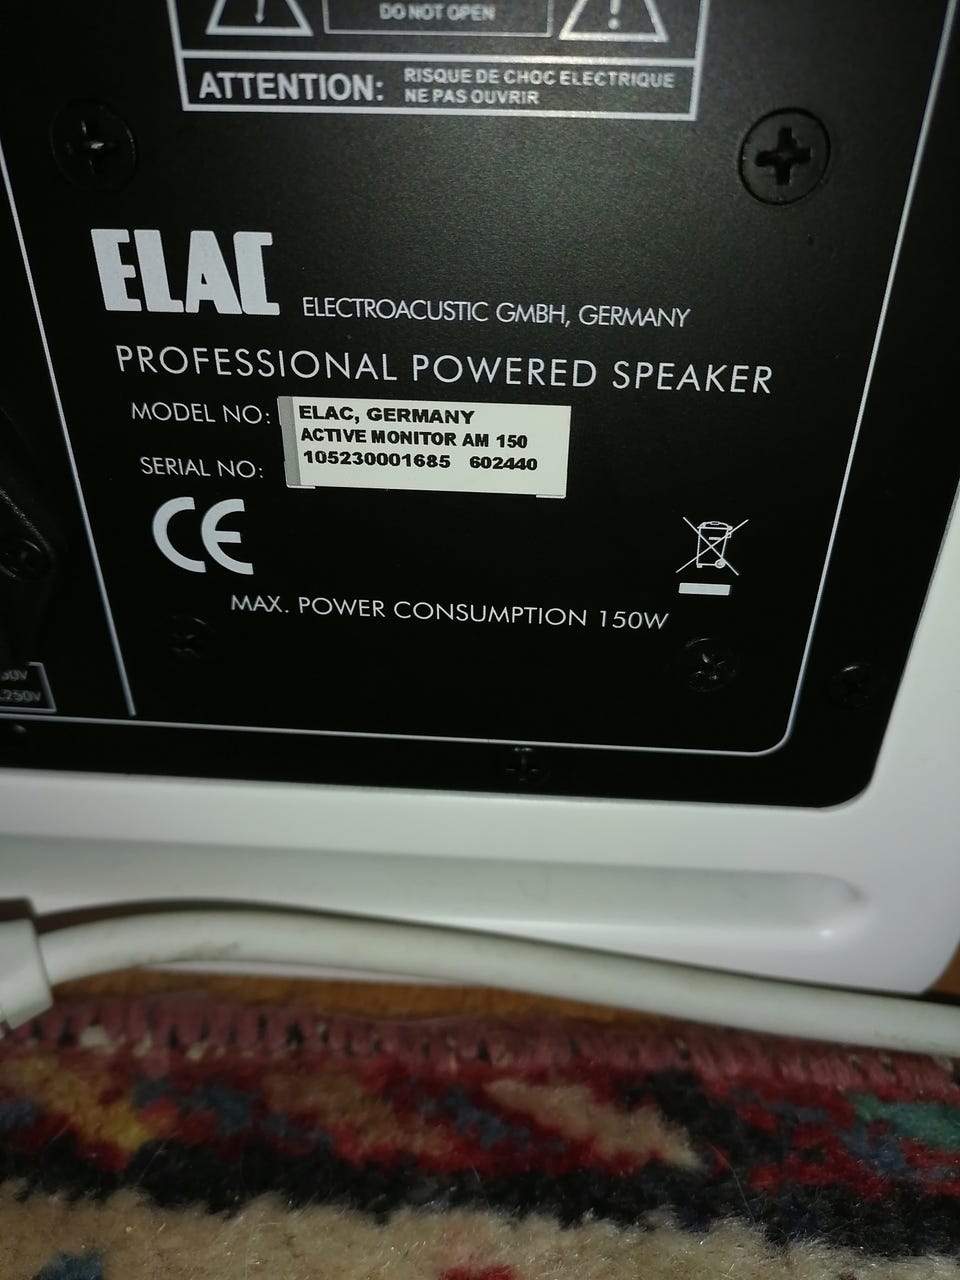 DO NOT OPEN
ATTENTION: RISQUE DE CHOC ELECTRIQUE
NE PAS OUVRIR
ELAC ELECTROACUSTIC GMBH, GERMANY
PROFESSIONAL POWERED SPEAKER
MODEL NO: ELAC, GERMANY
ACTIVE MONITOR AM 150
SERIAL NO: 105230001685 602440
CE
MAX. POWER CONSUMPTION 150W
250V